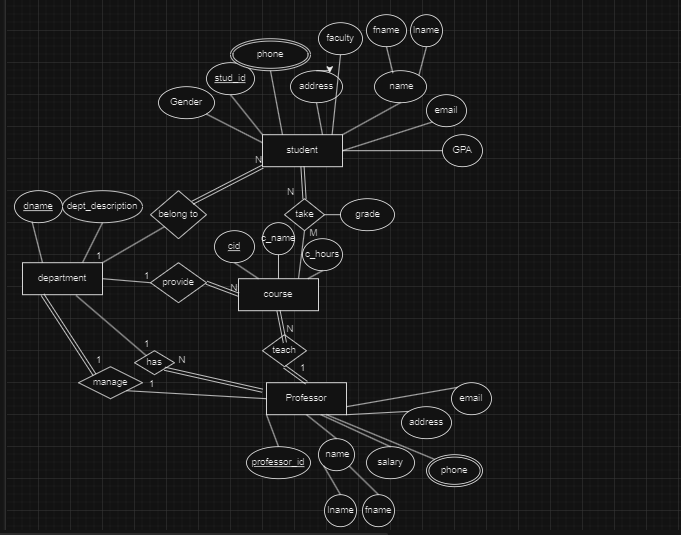 fname
lname
faculty
phone
stud_id
address
name
Gender
email
student
GPA
N
N
dname
dept_description
belong to
take
grade
M
c_name
cid
c_hours
1
department
1
provide
N
course
N
teach
1
has
N
1
manage
1
1
Professor
email
address
professor_id
name
salary
phone
lname
fname